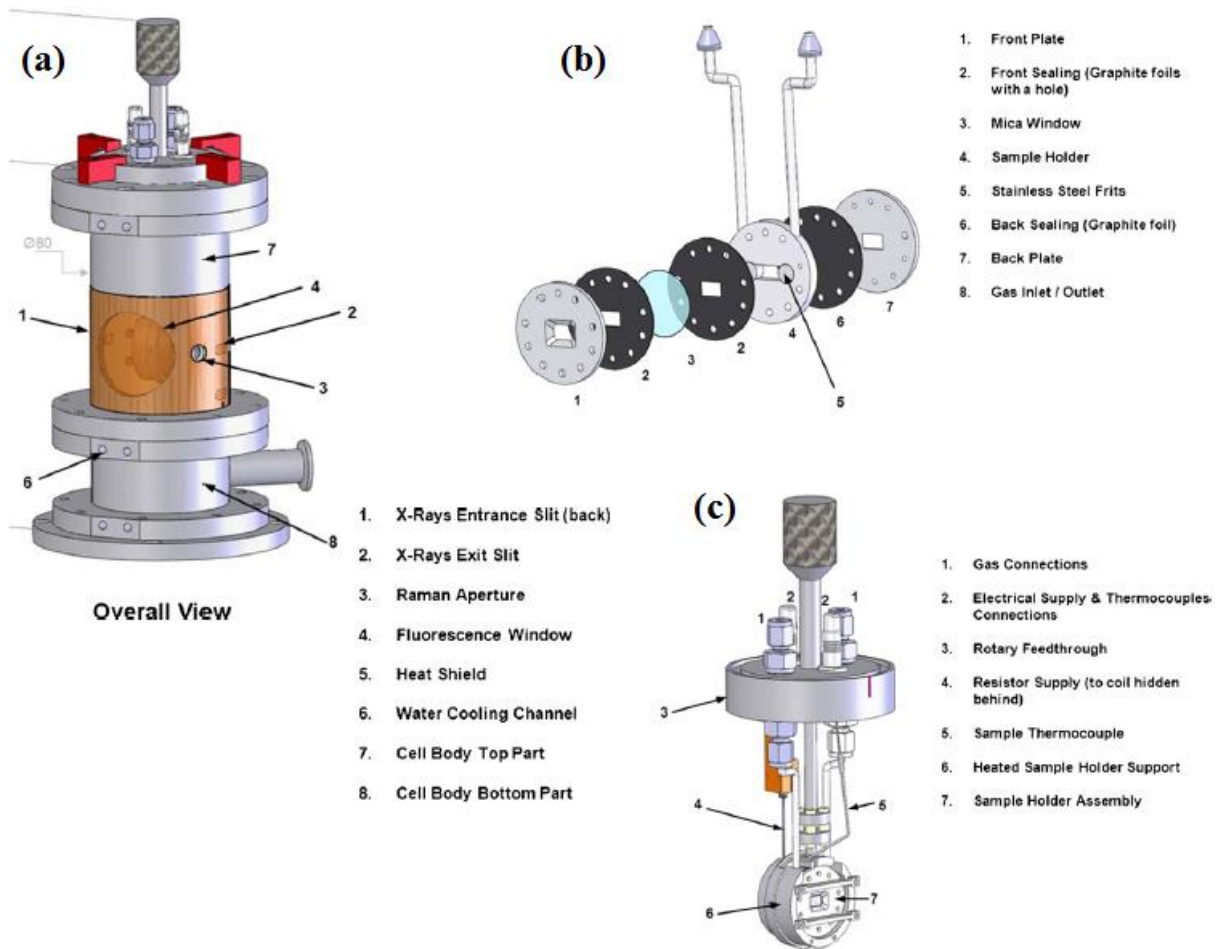 (a)
Ø80
7
4
1
2
3
6
8
Overall View
1. X-Rays Entrance Slit (back)
2. X-Rays Exit Slit
3. Raman Aperture
4. Fluorescence Window
5. Heat Shield
6. Water Cooling Channel
7. Cell Body Top Part
8. Cell Body Bottom Part
(b)
1
2
3
2
4
5
6
7
1. Front Plate
2. Front Sealing (Graphite foils
with a hole)
3. Mica Window
4. Sample Holder
5. Stainless Steel Frits
6. Back Sealing (Graphite foil)
7. Back Plate
8. Gas Inlet / Outlet
(c)
1
2
2
1
3
4
5
6
7
1. Gas Connections
2. Electrical Supply & Thermocouples
Connections
3. Rotary Feedthrough
4. Resistor Supply (to coil hidden
behind)
5. Sample Thermocouple
6. Heated Sample Holder Support
7. Sample Holder Assembly